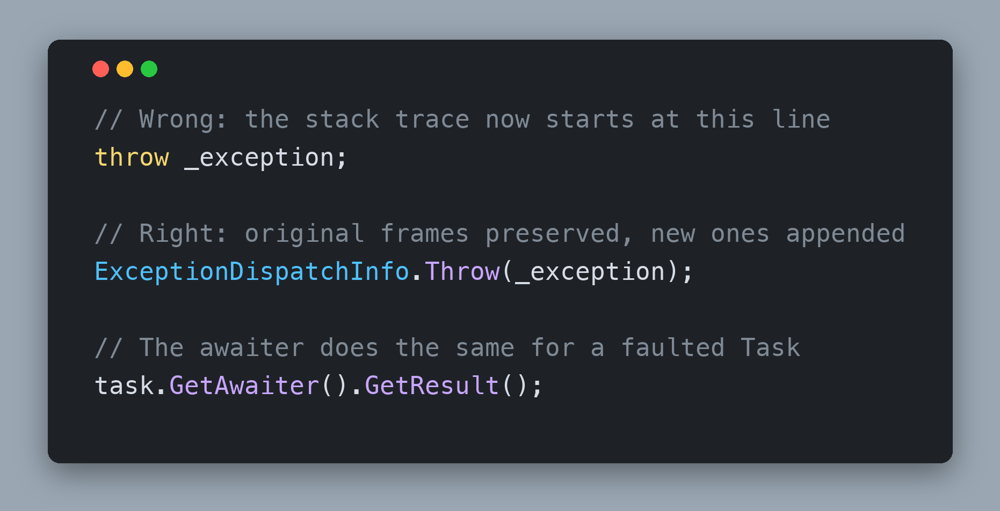 // Wrong: the stack trace now starts at this line
throw _exception;
// Right: original frames preserved, new ones appended
ExceptionDispatchInfo.Throw(_exception);
// The awaiter does the same for a faulted Task
task.GetAwaiter().GetResult();